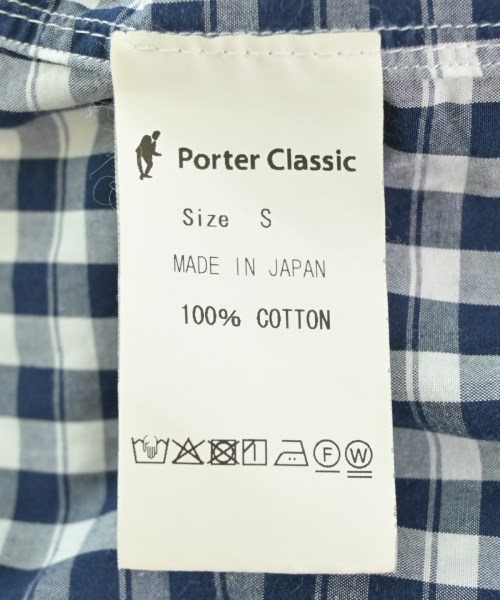 Porter Classic
Size S
MADE IN JAPAN
100% COTTON
F W